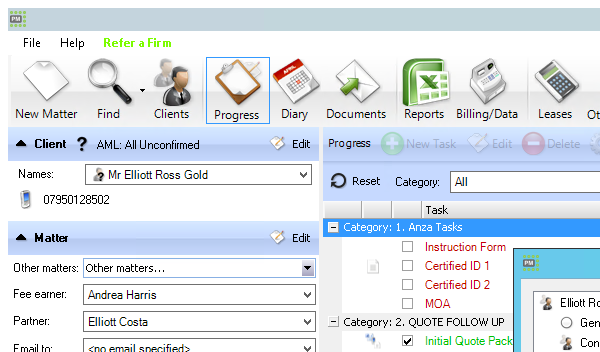 PM
File Help Refer a Firm
New Matter Find Clients Progress Diary Documents Reports Billing/Data Leases
Client ? AML: All Unconfirmed Edit
Progress New Task Edit Delete
Names: Mr Elliott Ross Gold
Reset Category: All
07950128502
Task
Matter Edit
Category: 1. Anza Tasks
Instruction Form
Other matters: Other matters...
Certified ID 1
PM
Fee earner: Andrea Harris
Certified ID 2
MOA
Elliott Ro
Partner: Elliott Costa
Category: 2. QUOTE FOLLOW UP
Gen
Email to: <no email specified>
Initial Quote Pack
Con